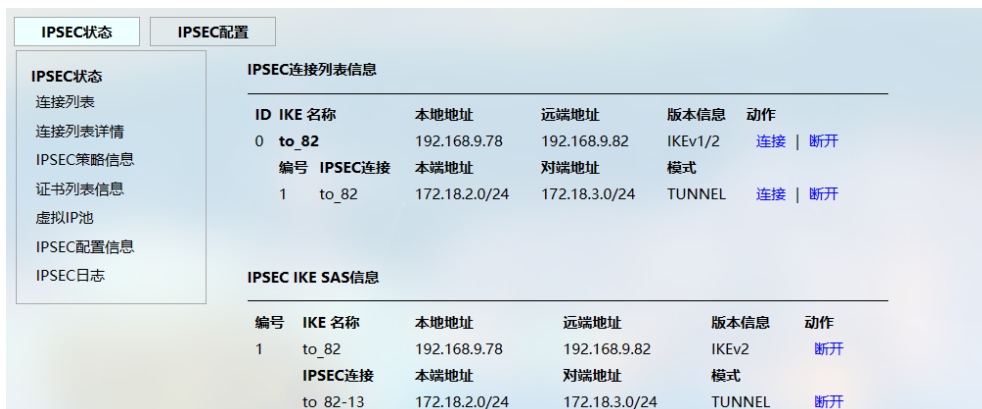 IPSEC状态 IPSEC配置
IPSEC状态
连接列表
连接列表详情
IPSEC策略信息
证书列表信息
虚拟IP池
IPSEC配置信息
IPSEC日志
IPSEC连接列表信息
ID IKE 名称 本地地址 远端地址 版本信息 动作
0 to_82 192.168.9.78 192.168.9.82 IKEv1/2 连接 | 断开
编号 IPSEC连接 本端地址 对端地址 模式
1 to_82 172.18.2.0/24 172.18.3.0/24 TUNNEL 连接 | 断开
IPSEC IKE SAS信息
编号 IKE 名称 本地地址 远端地址 版本信息 动作
1 to_82 192.168.9.78 192.168.9.82 IKEv2 断开
IPSEC连接 本端地址 对端地址 模式
to_82-13 172.18.2.0/24 172.18.3.0/24 TUNNEL 断开